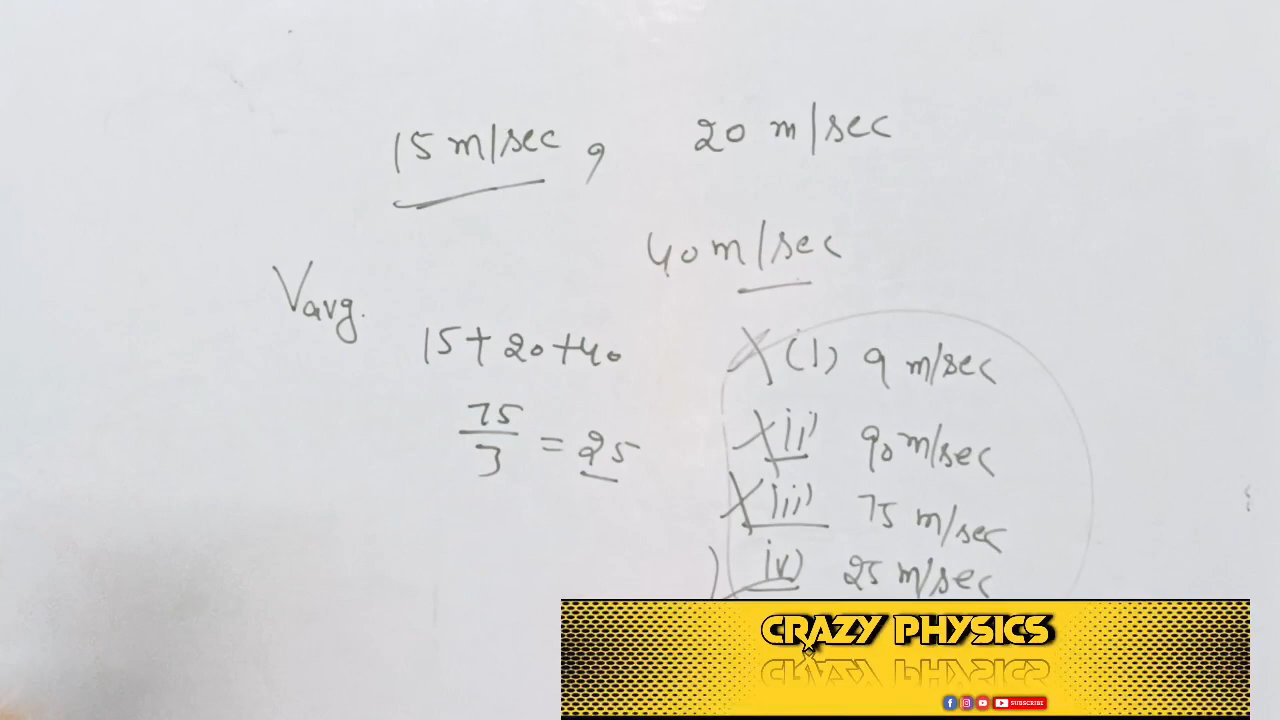 15 m/sec, 20 m/sec
40 m/sec
Vavg.
15+20+40
75
3
= 25
(i) 9 m/sec
ii) 90 m/sec
iii) 75 m/sec
iv) 25 m/sec
CRAZY PHYSICS
SUBSCRIBE